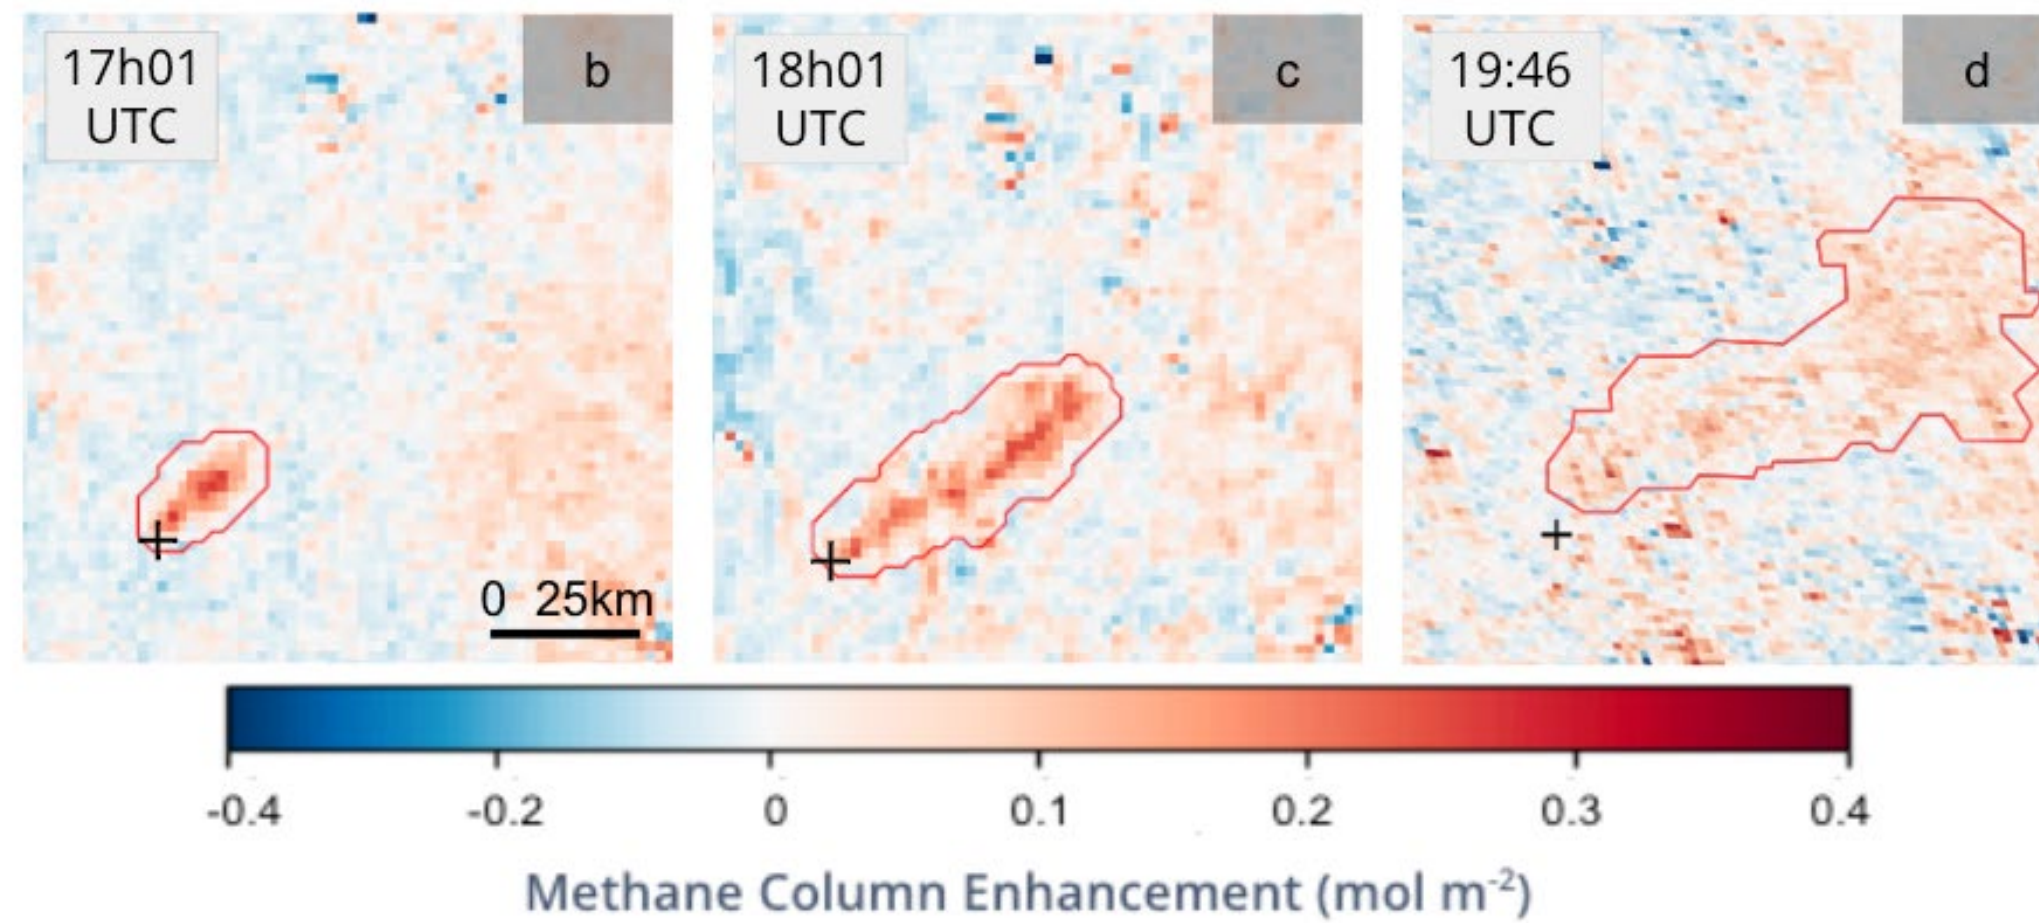 17h01
UTC
b
18h01
UTC
c
19:46
UTC
d
0 25km
-0.4 -0.2 0 0.1 0.2 0.3 0.4
Methane Column Enhancement (mol m⁻²)